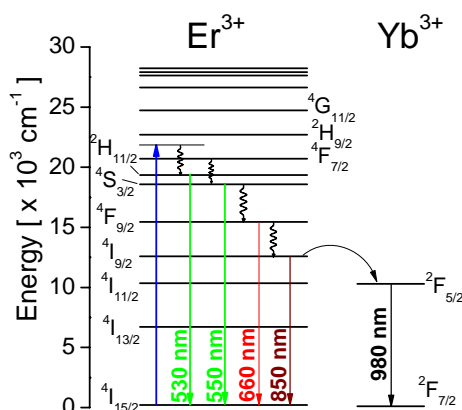 Er³⁺ Yb³⁺
Energy [ x 10³ cm⁻¹ ]
30
25
20
15
10
5
0
⁴G₁₁/₂
²H₉/₂
⁴F₇/₂
²H₁₁/₂
⁴S₃/₂
⁴F₉/₂
⁴I₉/₂
⁴I₁₁/₂
⁴I₁₃/₂
⁴I₁₅/₂
²F₅/₂
²F₇/₂
530 nm
550 nm
660 nm
850 nm
980 nm